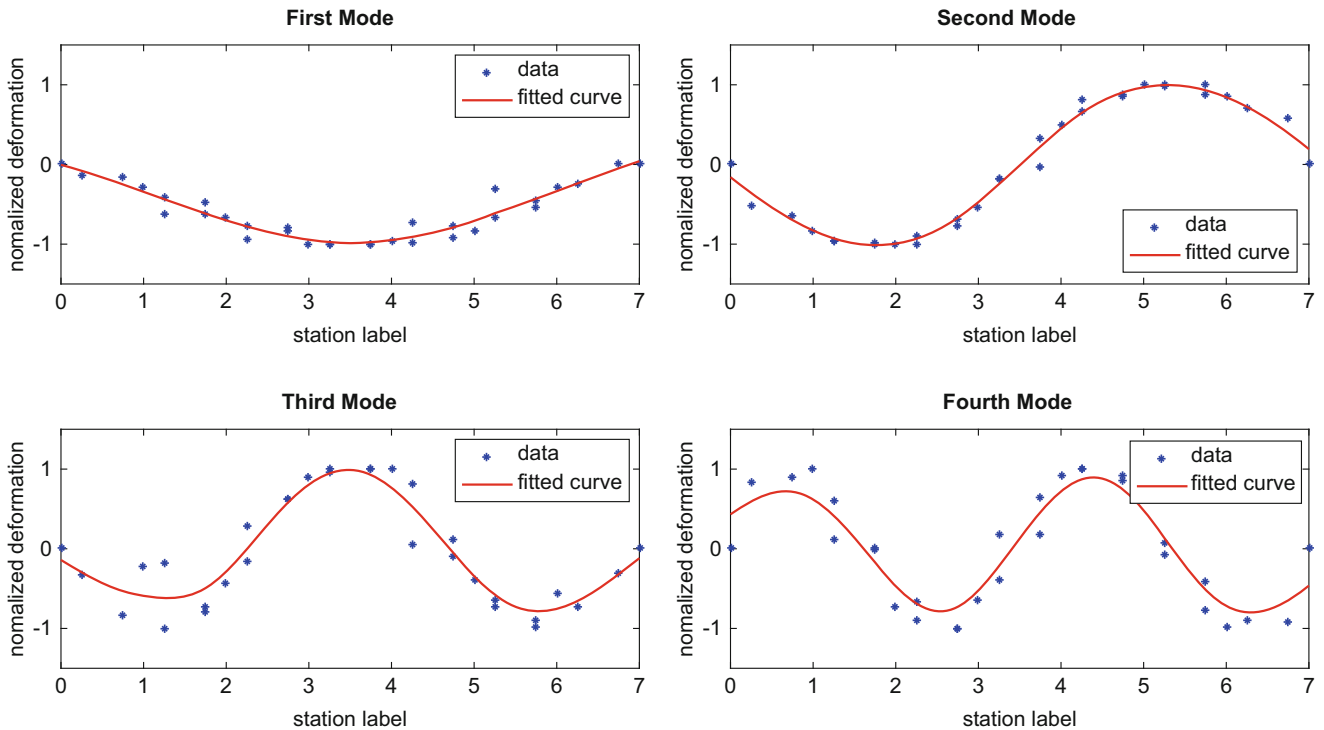 First Mode
nomalized deformation
1
0
-1
data
fitted curve
0 1 2 3 4 5 6 7
station label
Second Mode
nomalized deformation
1
0
-1
data
fitted curve
0 1 2 3 4 5 6 7
station label
Third Mode
nomalized deformation
1
0
-1
data
fitted curve
0 1 2 3 4 5 6 7
station label
Fourth Mode
nomalized deformation
1
0
-1
data
fitted curve
0 1 2 3 4 5 6 7
station label